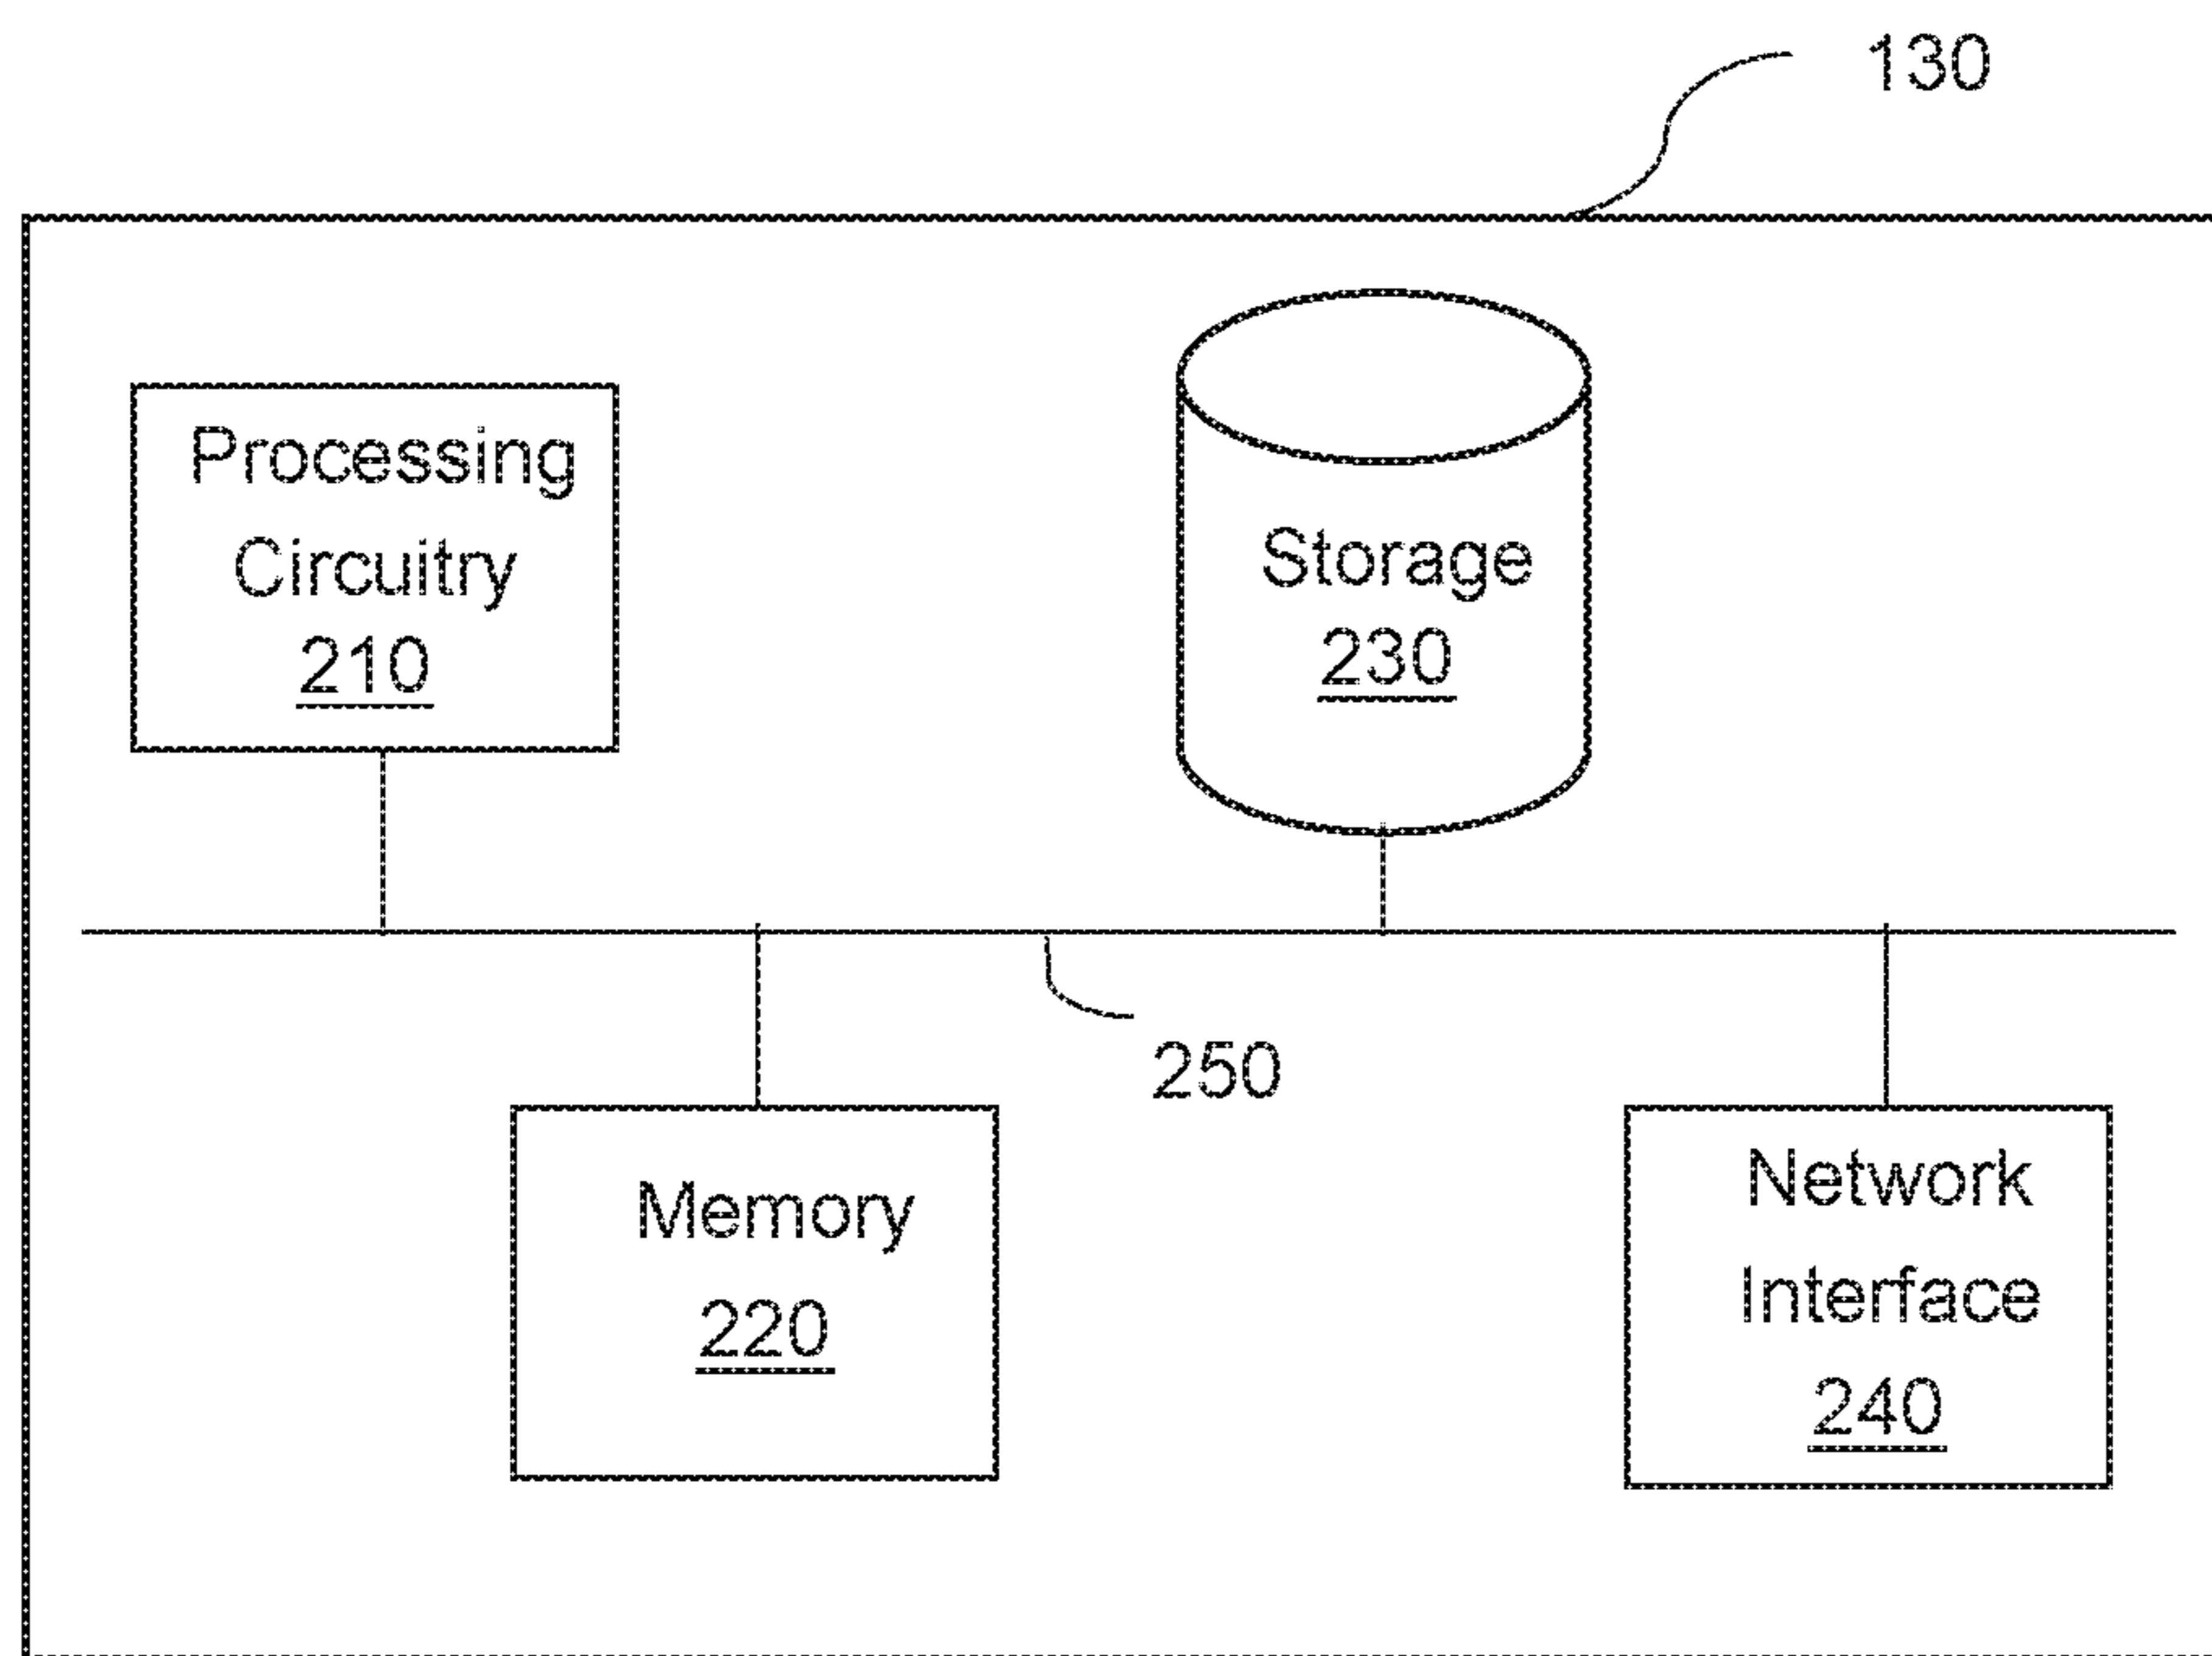 130
Processing
Circuitry
210
Storage
230
250
Memory
220
Network
Interface
240